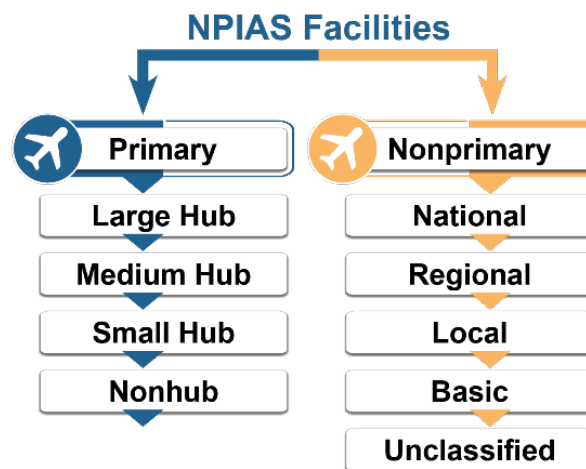 NPIAS Facilities
Primary
Large Hub
Medium Hub
Small Hub
Nonhub
Nonprimary
National
Regional
Local
Basic
Unclassified